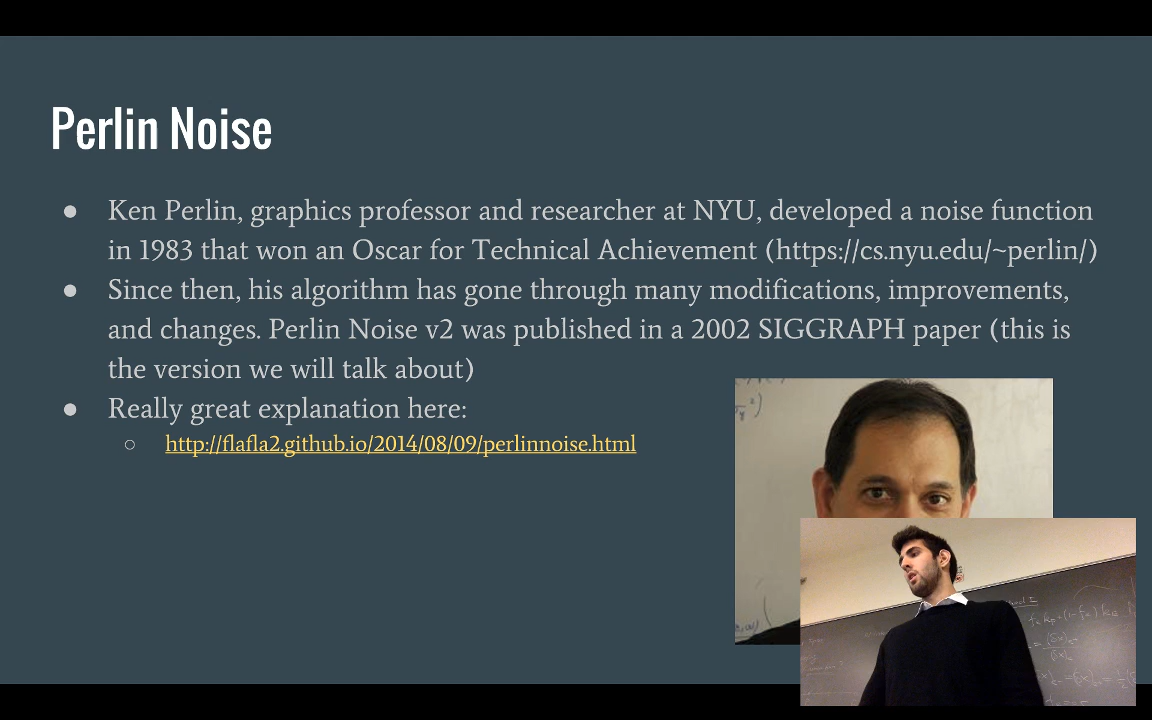 Perlin Noise
● Ken Perlin, graphics professor and researcher at NYU, developed a noise function
in 1983 that won an Oscar for Technical Achievement (https://cs.nyu.edu/~perlin/)
● Since then, his algorithm has gone through many modifications, improvements,
and changes. Perlin Noise v2 was published in a 2002 SIGGRAPH paper (this is
the version we will talk about)
● Really great explanation here:
○ http://flafla2.github.io/2014/08/09/perlinnoise.html